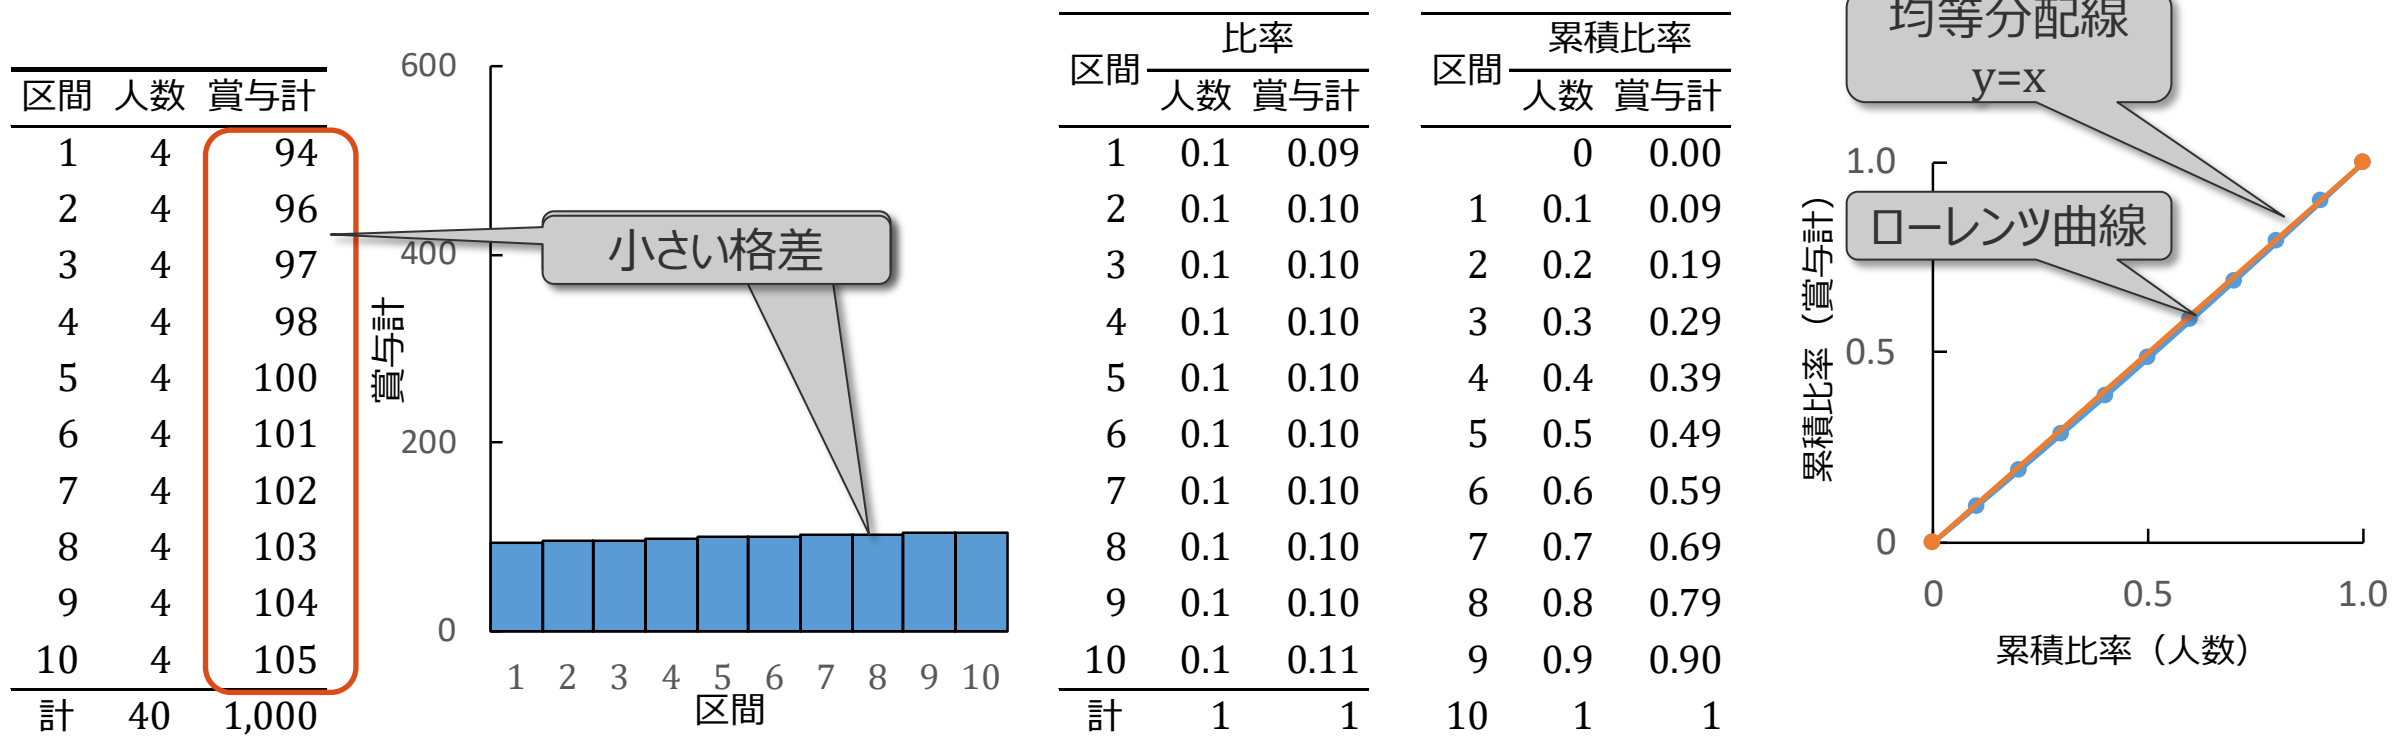 区間 人数 賞与計
1 4 94
2 4 96
3 4 97
4 4 98
5 4 100
6 4 101
7 4 102
8 4 103
9 4 104
10 4 105
計 40 1,000
小さい格差
賞与計
600
400
200
0
1 2 3 4 5 6 7 8 9 10
区間
区間 比率
人数 賞与計
1 0.1 0.09
2 0.1 0.10
3 0.1 0.10
4 0.1 0.10
5 0.1 0.10
6 0.1 0.10
7 0.1 0.10
8 0.1 0.10
9 0.1 0.10
10 0.1 0.11
計 1 1
区間 累積比率
人数 賞与計
0 0.00
1 0.1 0.09
2 0.2 0.19
3 0.3 0.29
4 0.4 0.39
5 0.5 0.49
6 0.6 0.59
7 0.7 0.69
8 0.8 0.79
9 0.9 0.90
10 1 1
均等分配線
y=x
ローレンツ曲線
累積比率（賞与計）
1.0
0.5
0
0 0.5 1.0
累積比率（人数）